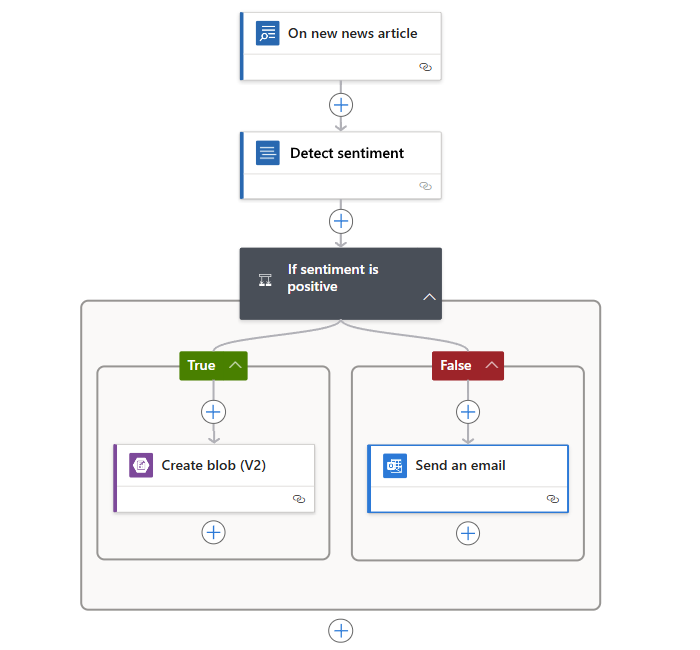 On new news article
Detect sentiment
If sentiment is
positive
True
False
Create blob (V2)
Send an email